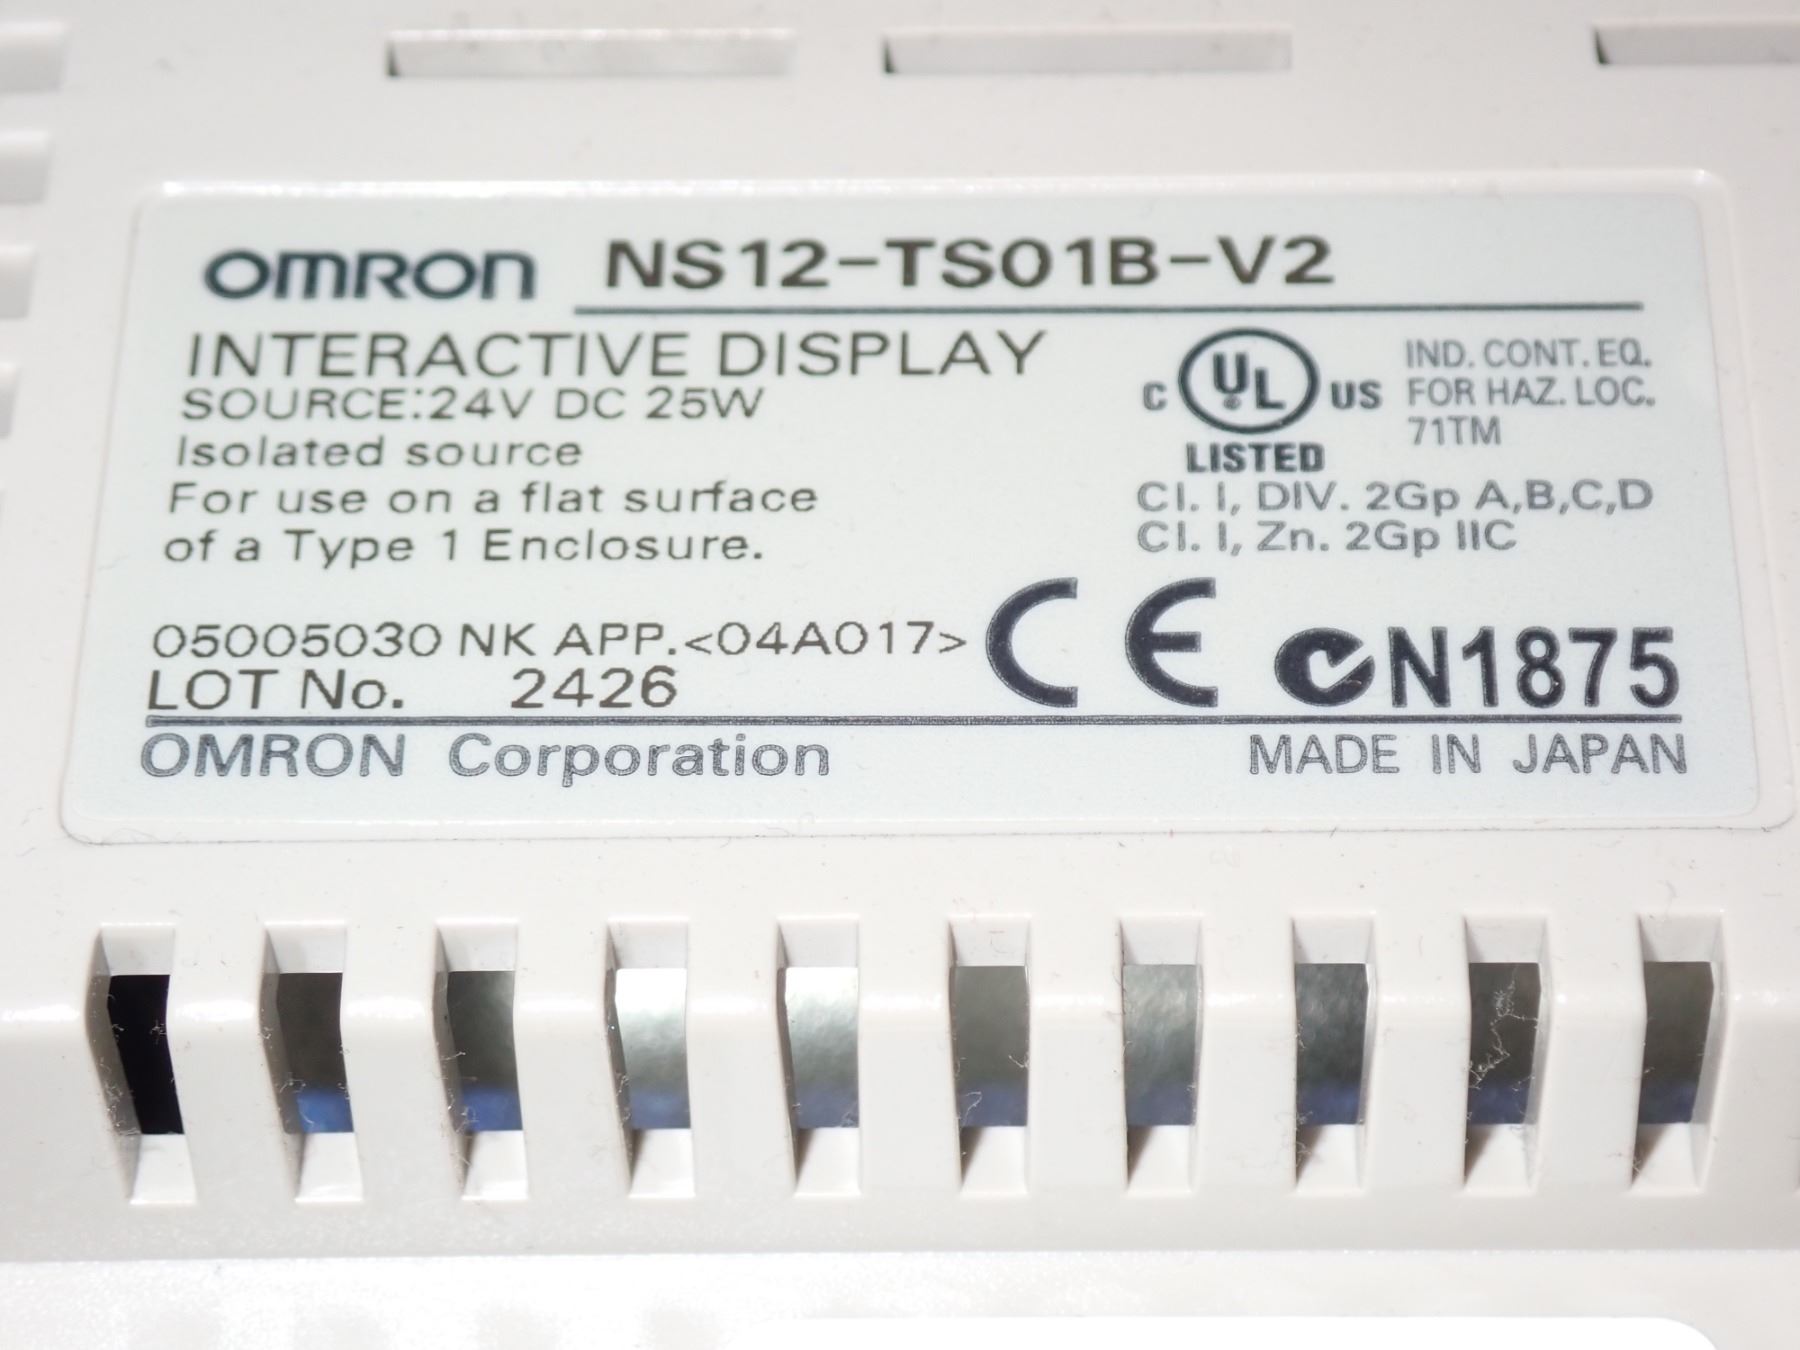 OMRON NS12-TS01B-V2
INTERACTIVE DISPLAY
SOURCE:24V DC 25W
Isolated source
For use on a flat surface
of a Type 1 Enclosure.
C UL US
LISTED
IND. CONT. EQ.
FOR HAZ. LOC.
71TM
Cl. I, DIV. 2Gp A,B,C,D
Cl. I, Zn. 2Gp IIC
05005030 NK APP.<04A017>
LOT No. 2426
CE N1875
OMRON Corporation
MADE IN JAPAN